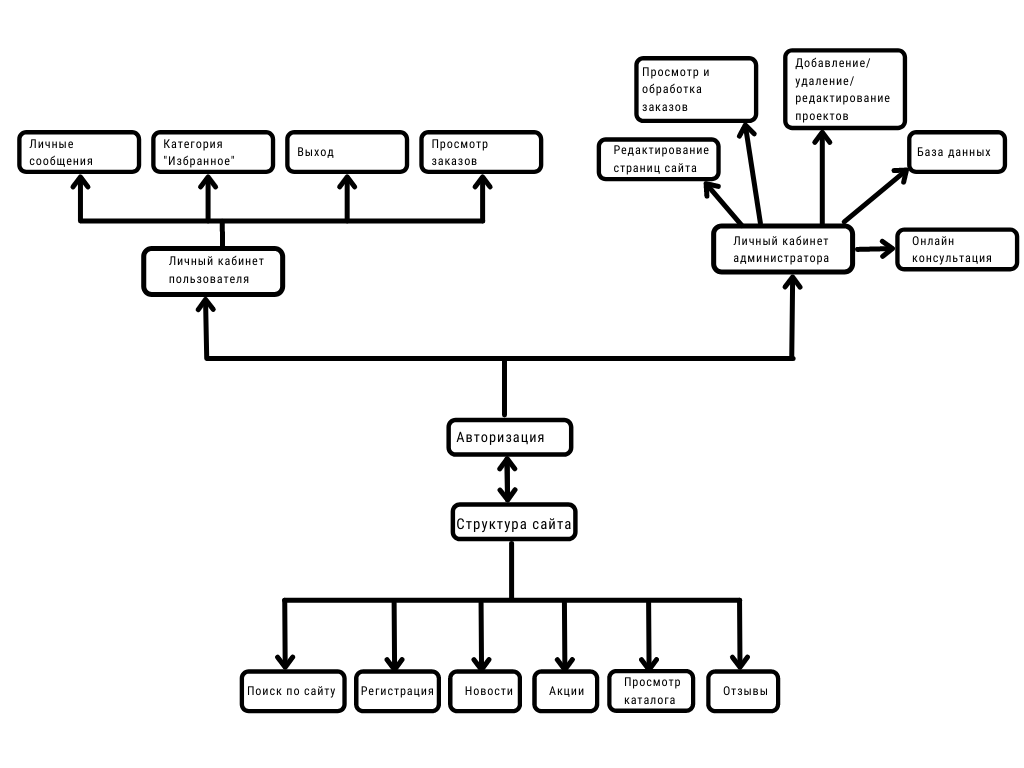 Просмотр и
обработка
заказов
Добавление/
удаление/
редактирование
проектов
Личные
сообщения
Категория
"Избранное"
Выход
Просмотр
заказов
Редактирование
страниц сайта
База данных
Личный кабинет
пользователя
Личный кабинет
администратора
Онлайн
консультация
Авторизация
Структура сайта
Поиск по сайту
Регистрация
Новости
Акции
Просмотр
каталога
Отзывы